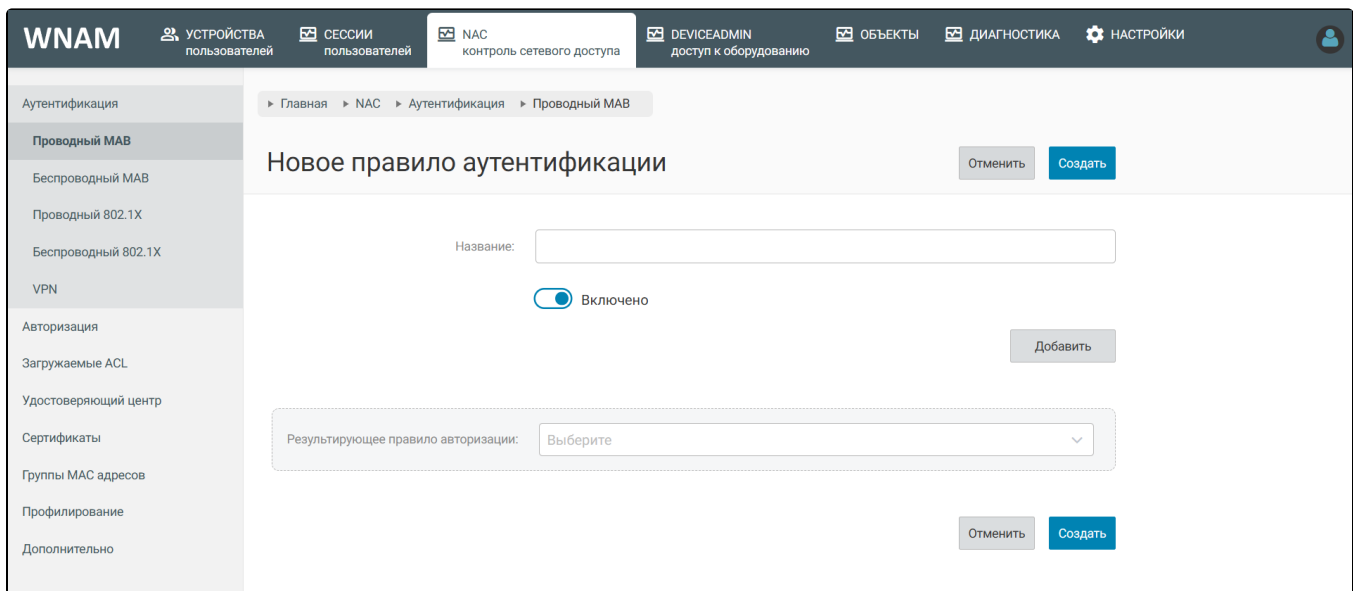 WNAM
УСТРОЙСТВА
пользователей
СЕССИИ
пользователей
NAC
контроль сетевого доступа
DEVICEADMIN
доступ к оборудованию
ОБЪЕКТЫ
ДИАГНОСТИКА
НАСТРОЙКИ
Аутентификация
Проводный MAB
Беспроводный MAB
Проводный 802.1X
Беспроводный 802.1X
VPN
Авторизация
Загружаемые ACL
Удостоверяющий центр
Сертификаты
Группы MAC адресов
Профилирование
Дополнительно
Главная NAC Аутентификация Проводный MAB
Новое правило аутентификации
Отменить Создать
Название:
Включено
Добавить
Результирующее правило авторизации: Выберите
Отменить Создать